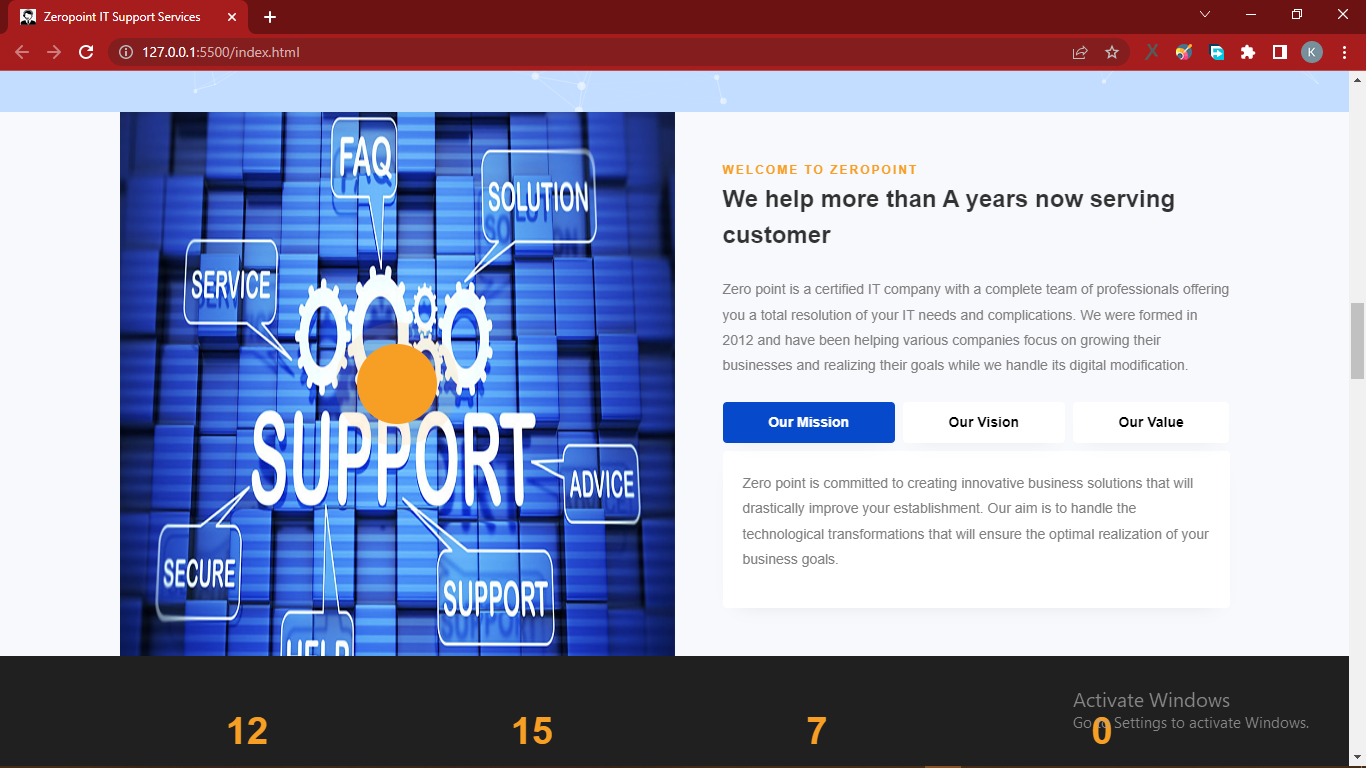 Zeropoint IT Support Services
127.0.0.1:5500/index.html
K
FAQ
SOLUTION
SERVICE
SUPPORT
ADVICE
SECURE
SUPPORT
HELP
WELCOME TO ZEROPOINT
We help more than A years now serving
customer
Zero point is a certified IT company with a complete team of professionals offering
you a total resolution of your IT needs and complications. We were formed in
2012 and have been helping various companies focus on growing their
businesses and realizing their goals while we handle its digital modification.
Our Mission
Our Vision
Our Value
Zero point is committed to creating innovative business solutions that will
drastically improve your establishment. Our aim is to handle the
technological transformations that will ensure the optimal realization of your
business goals.
12
15
7
0
Activate Windows
Go to Settings to activate Windows.